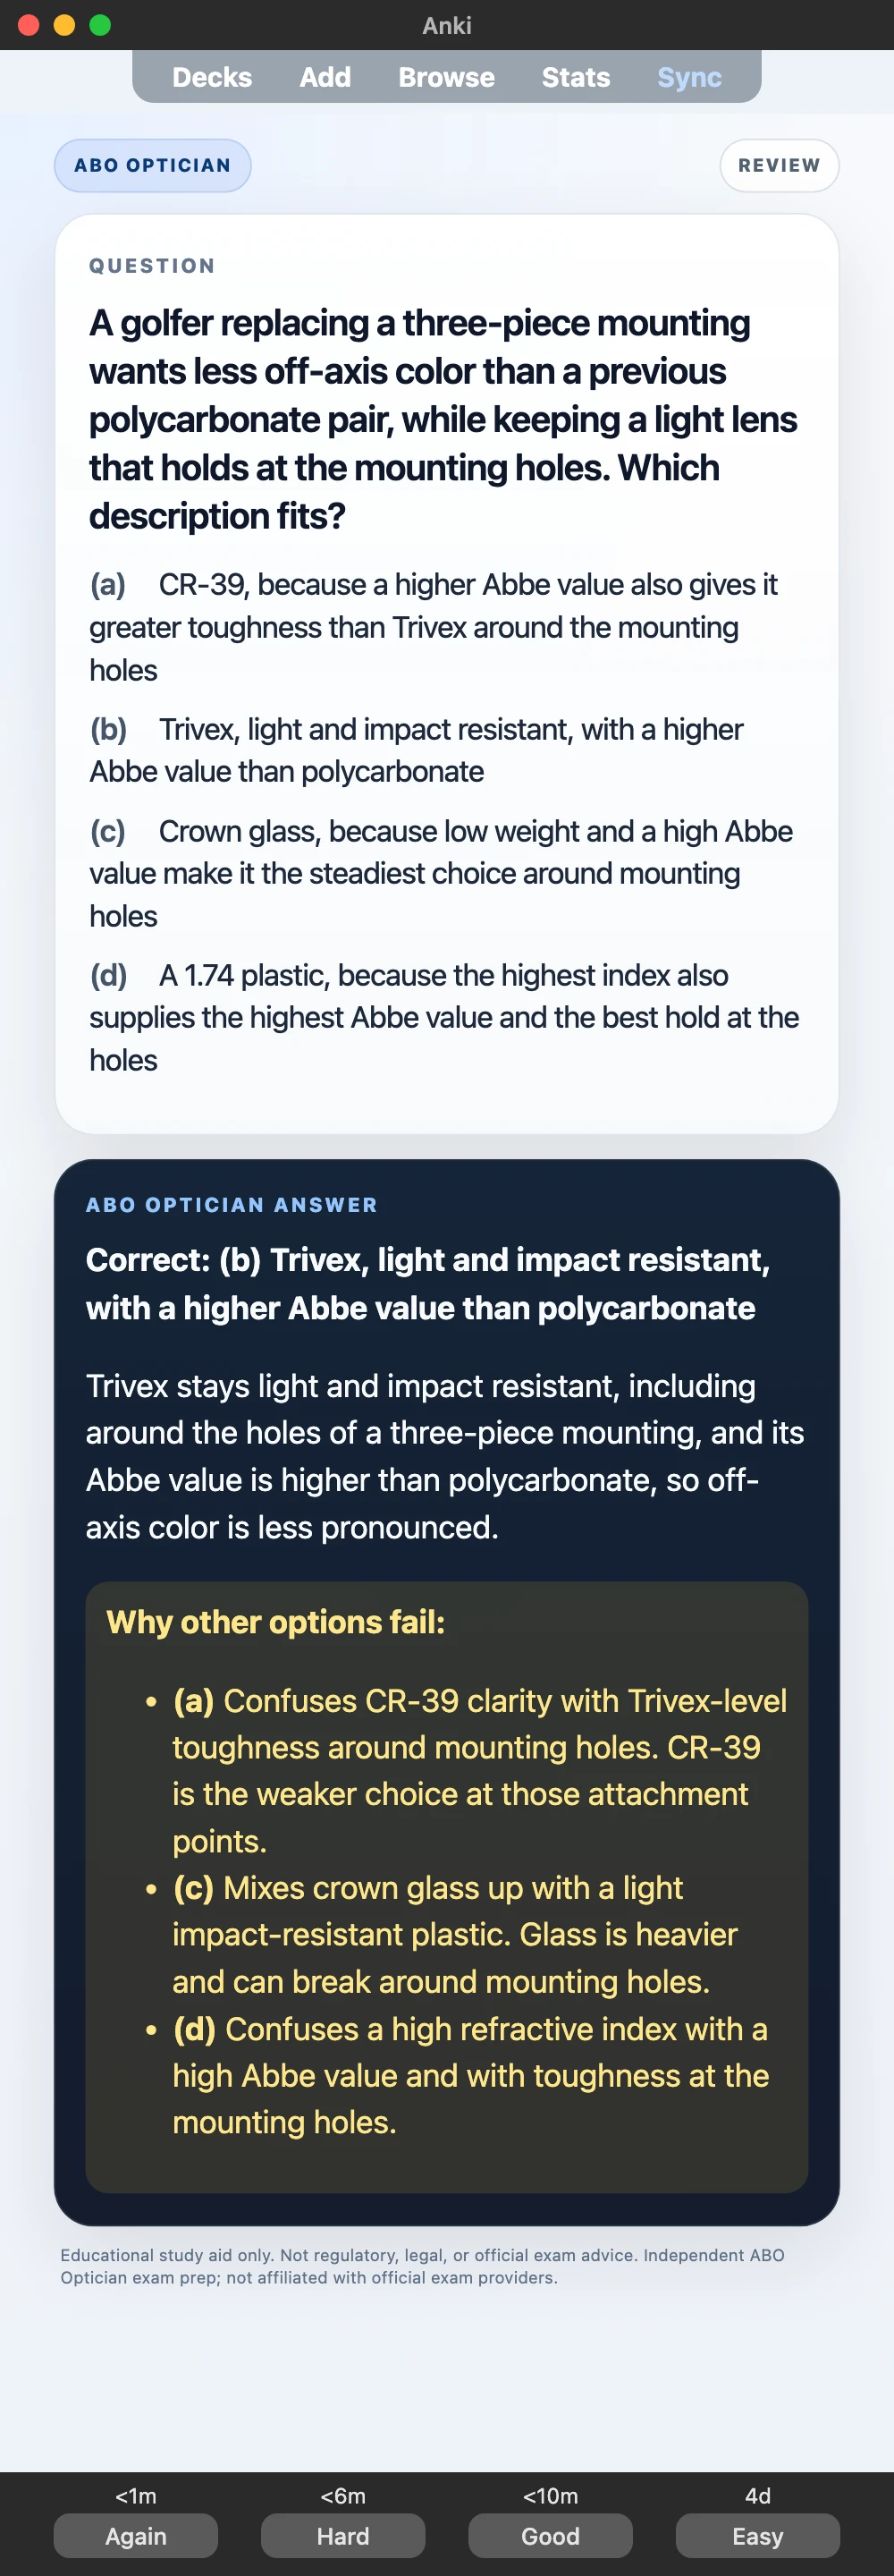 Anki
Decks Add Browse Stats Sync
ABO OPTICIAN REVIEW
QUESTION
A golfer replacing a three-piece mounting
wants less off-axis color than a previous
polycarbonate pair, while keeping a light lens
that holds at the mounting holes. Which
description fits?
(a) CR-39, because a higher Abbe value also gives it
greater toughness than Trivex around the mounting
holes
(b) Trivex, light and impact resistant, with a higher
Abbe value than polycarbonate
(c) Crown glass, because low weight and a high Abbe
value make it the steadiest choice around mounting
holes
(d) A 1.74 plastic, because the highest index also
supplies the highest Abbe value and the best hold at the
holes
ABO OPTICIAN ANSWER
Correct: (b) Trivex, light and impact resistant,
with a higher Abbe value than polycarbonate
Trivex stays light and impact resistant, including
around the holes of a three-piece mounting, and its
Abbe value is higher than polycarbonate, so off-
axis color is less pronounced.
Why other options fail:
• (a) Confuses CR-39 clarity with Trivex-level
toughness around mounting holes. CR-39
is the weaker choice at those attachment
points.
• (c) Mixes crown glass up with a light
impact-resistant plastic. Glass is heavier
and can break around mounting holes.
• (d) Confuses a high refractive index with a
high Abbe value and with toughness at the
mounting holes.
Educational study aid only. Not regulatory, legal, or official exam advice. Independent ABO
Optician exam prep; not affiliated with official exam providers.
<1m <6m <10m 4d
Again Hard Good Easy